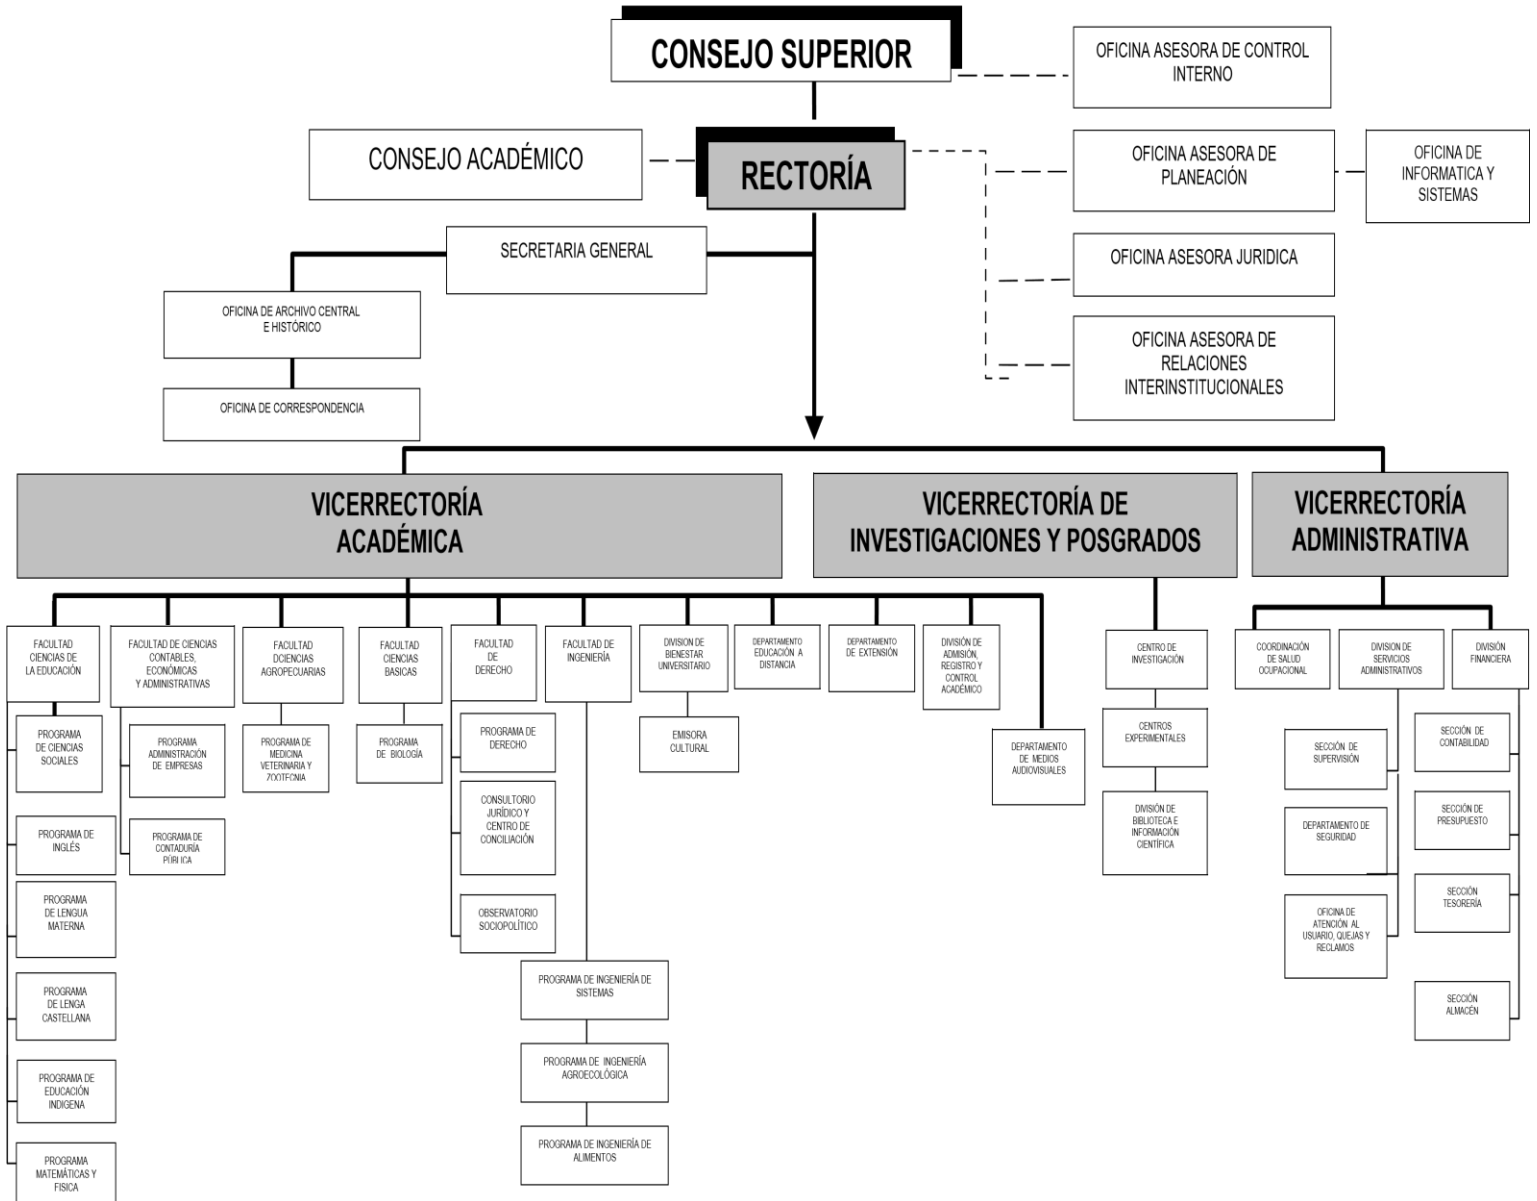 CONSEJO SUPERIOR
OFICINA ASESORA DE CONTROL
INTERNO
CONSEJO ACADÉMICO
RECTORÍA
OFICINA ASESORA DE
PLANEACIÓN
OFICINA DE
INFORMATICA Y
SISTEMAS
SECRETARIA GENERAL
OFICINA ASESORA JURIDICA
OFICINA DE ARCHIVO CENTRAL
E HISTÓRICO
OFICINA ASESORA DE
RELACIONES
INTERINSTITUCIONALES
OFICINA DE CORRESPONDENCIA
VICERRECTORÍA
ACADÉMICA
VICERRECTORÍA DE
INVESTIGACIONES Y POSGRADOS
VICERRECTORÍA
ADMINISTRATIVA
FACULTAD
CIENCIAS DE
LA EDUCACIÓN
FACULTAD DE CIENCIAS
CONTABLES,
ECONÓMICAS
Y ADMINISTRATIVAS
FACULTAD
DCIENCIAS
AGROPECUARIAS
FACULTAD
CIENCIAS
BASICAS
FACULTAD
DE
DERECHO
FACULTAD DE
INGENIERÍA
DIVISION DE
BIENESTAR
UNIVERSITARIO
DEPARTAMENTO
EDUCACIÓN A
DISTANCIA
DEPARTAMENTO
DE EXTENSIÓN
DIVISIÓN DE
ADMISIÓN,
REGISTRO Y
CONTROL
ACADÉMICO
CENTRO DE
INVESTIGACIÓN
COORDINACIÓN
DE SALUD
OCUPACIONAL
DIVISION DE
SERVICIOS
ADMINISTRATIVOS
DIVISIÓN
FINANCIERA
PROGRAMA
DE CIENCIAS
SOCIALES
PROGRAMA
ADMINISTRACIÓN
DE EMPRESAS
PROGRAMA DE
MEDICINA
VETERINARIA Y
ZOOTECNIA
PROGRAMA
DE BIOLOGÍA
PROGRAMA DE
DERECHO
EMISORA
CULTURAL
DEPARTAMENTO
DE MEDIOS
AUDIOVISUALES
CENTROS
EXPERIMENTALES
SECCIÓN DE
SUPERVISIÓN
SECCIÓN DE
CONTABILIDAD
PROGRAMA DE
INGLÉS
PROGRAMA DE
CONTADURÍA
PÚBLICA
CONSULTORIO
JURÍDICO Y
CENTRO DE
CONCILIACIÓN
DIVISIÓN DE
BIBLIOTECA E
INFORMACIÓN
CIENTÍFICA
DEPARTAMENTO DE
SEGURIDAD
SECCIÓN DE
PRESUPUESTO
PROGRAMA
DE LENGUA
MATERNA
OBSERVATORIO
SOCIOPOLÍTICO
OFICINA DE
ATENCIÓN AL
USUARIO, QUEJAS Y
RECLAMOS
SECCIÓN
TESORERÍA
PROGRAMA
DE LENGA
CASTELLANA
PROGRAMA DE INGENIERÍA DE
SISTEMAS
SECCIÓN
ALMACÉN
PROGRAMA DE
EDUCACIÓN
INDIGENA
PROGRAMA DE INGENIERÍA
AGROECOLÓGICA
PROGRAMA
MATEMÁTICAS Y
FISICA
PROGRAMA DE INGENIERÍA DE
ALIMENTOS